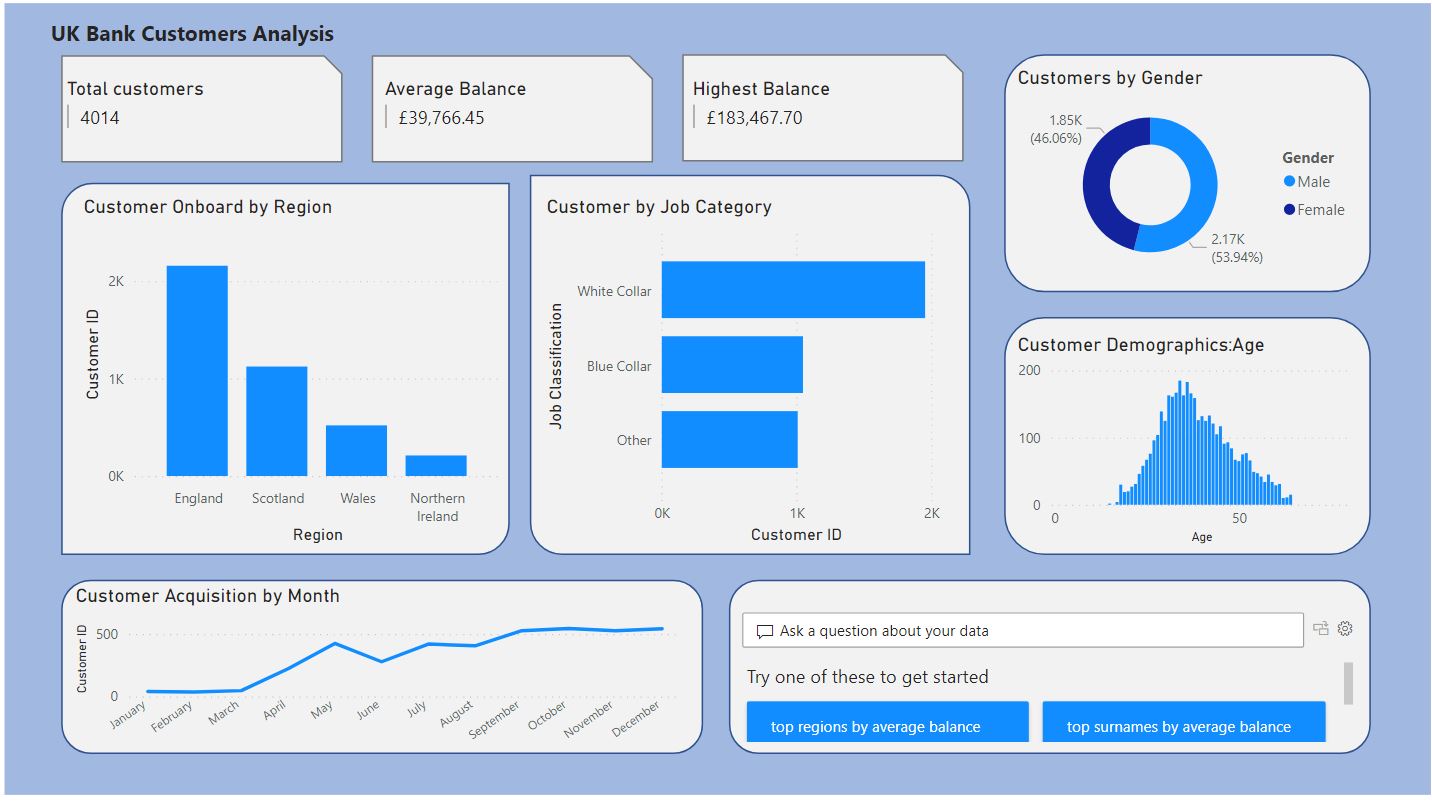 UK Bank Customers Analysis
Total customers
4014
Average Balance
£39,766.45
Highest Balance
£183,467.70
Customers by Gender
1.85K
(46.06%)
2.17K
(53.94%)
Gender
Male
Female
Customer Onboard by Region
Customer ID
2K
1K
0K
England
Scotland
Wales
Northern
Ireland
Region
Customer by Job Category
Job Classification
White Collar
Blue Collar
Other
0K
1K
2K
Customer ID
Customer Demographics:Age
200
100
0
0
50
Age
Customer Acquisition by Month
Customer ID
500
0
January
February
March
April
May
June
July
August
September
October
November
December
Ask a question about your data
Try one of these to get started
top regions by average balance
top surnames by average balance